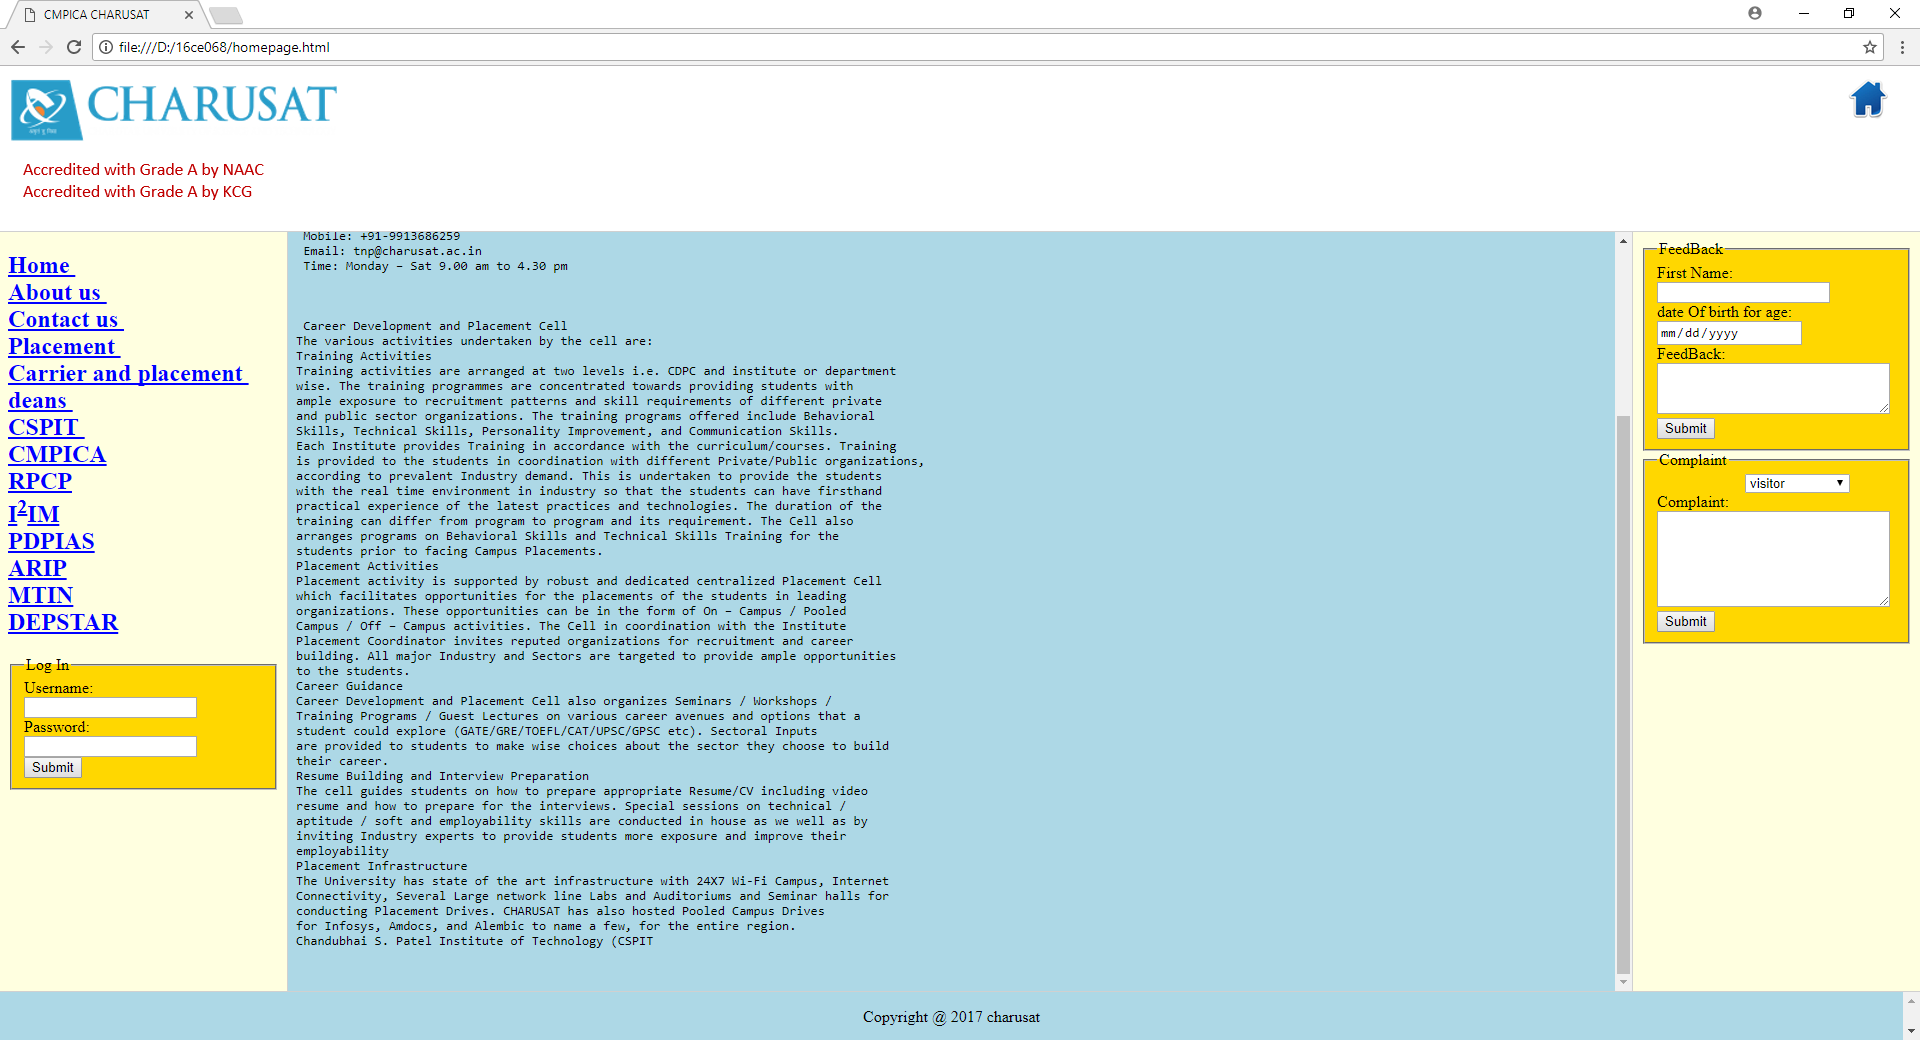 CMPICA CHARUSAT
file:///D:/16ce068/homepage.html
CHARUSAT
Accredited with Grade A by NAAC
Accredited with Grade A by KCG
Home
About us
Contact us
Placement
Carrier and placement
deans
CSPIT
CMPICA
RPCP
I²IM
PDPIAS
ARIP
MTIN
DEPSTAR
Log In
Username:
Password:
Submit
Mobile: +91-9913686259
Email: tnp@charusat.ac.in
Time: Monday – Sat 9.00 am to 4.30 pm
Career Development and Placement Cell
The various activities undertaken by the cell are:
Training Activities
Training activities are arranged at two levels i.e. CDPC and institute or department
wise. The training programmes are concentrated towards providing students with
ample exposure to recruitment patterns and skill requirements of different private
and public sector organizations. The training programs offered include Behavioral
Skills, Technical Skills, Personality Improvement, and Communication Skills.
Each Institute provides Training in accordance with the curriculum/courses. Training
is provided to the students in coordination with different Private/Public organizations,
according to prevalent Industry demand. This is undertaken to provide the students
with the real time environment in industry so that the students can have firsthand
practical experience of the latest practices and technologies. The duration of the
training can differ from program to program and its requirement. The Cell also
arranges programs on Behavioral Skills and Technical Skills Training for the
students prior to facing Campus Placements.
Placement Activities
Placement activity is supported by robust and dedicated centralized Placement Cell
which facilitates opportunities for the placements of the students in leading
organizations. These opportunities can be in the form of On – Campus / Pooled
Campus / Off – Campus activities. The Cell in coordination with the Institute
Placement Coordinator invites reputed organizations for recruitment and career
building. All major Industry and Sectors are targeted to provide ample opportunities
to the students.
Career Guidance
Career Development and Placement Cell also organizes Seminars / Workshops /
Training Programs / Guest Lectures on various career avenues and options that a
student could explore (GATE/GRE/TOEFL/CAT/UPSC/GPSC etc). Sectoral Inputs
are provided to students to make wise choices about the sector they choose to build
their career.
Resume Building and Interview Preparation
The cell guides students on how to prepare appropriate Resume/CV including video
resume and how to prepare for the interviews. Special sessions on technical /
aptitude / soft and employability skills are conducted in house as we well as by
inviting Industry experts to provide students more exposure and improve their
employability
Placement Infrastructure
The University has state of the art infrastructure with 24X7 Wi-Fi Campus, Internet
Connectivity, Several Large network line Labs and Auditoriums and Seminar halls for
conducting Placement Drives. CHARUSAT has also hosted Pooled Campus Drives
for Infosys, Amdocs, and Alembic to name a few, for the entire region.
Chandubhai S. Patel Institute of Technology (CSPIT
FeedBack
First Name:
date Of birth for age:
mm/dd/yyyy
FeedBack:
Submit
Complaint
visitor
Complaint:
Submit
Copyright @ 2017 charusat